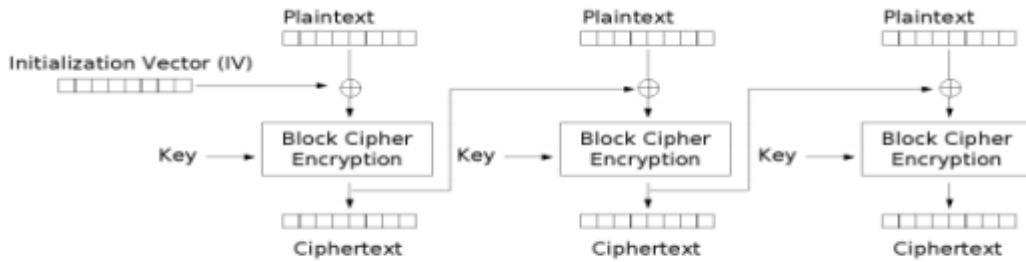 Plaintext
Plaintext
Plaintext
Initialization Vector (IV)
Key
Block Cipher
Encryption
Key
Block Cipher
Encryption
Key
Block Cipher
Encryption
Ciphertext
Ciphertext
Ciphertext